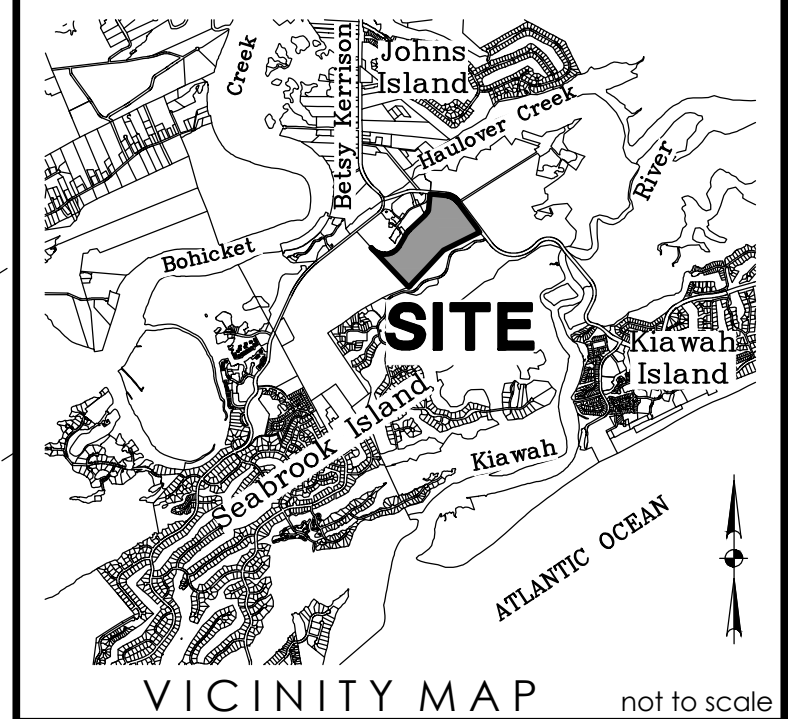 Creek
Betsy Kerrison
Johns
Island
Haulover Creek
River
Bohicket
SITE
Kiawah
Island
Seabrook Island
Kiawah
ATLANTIC OCEAN
VICINITY MAP
not to scale